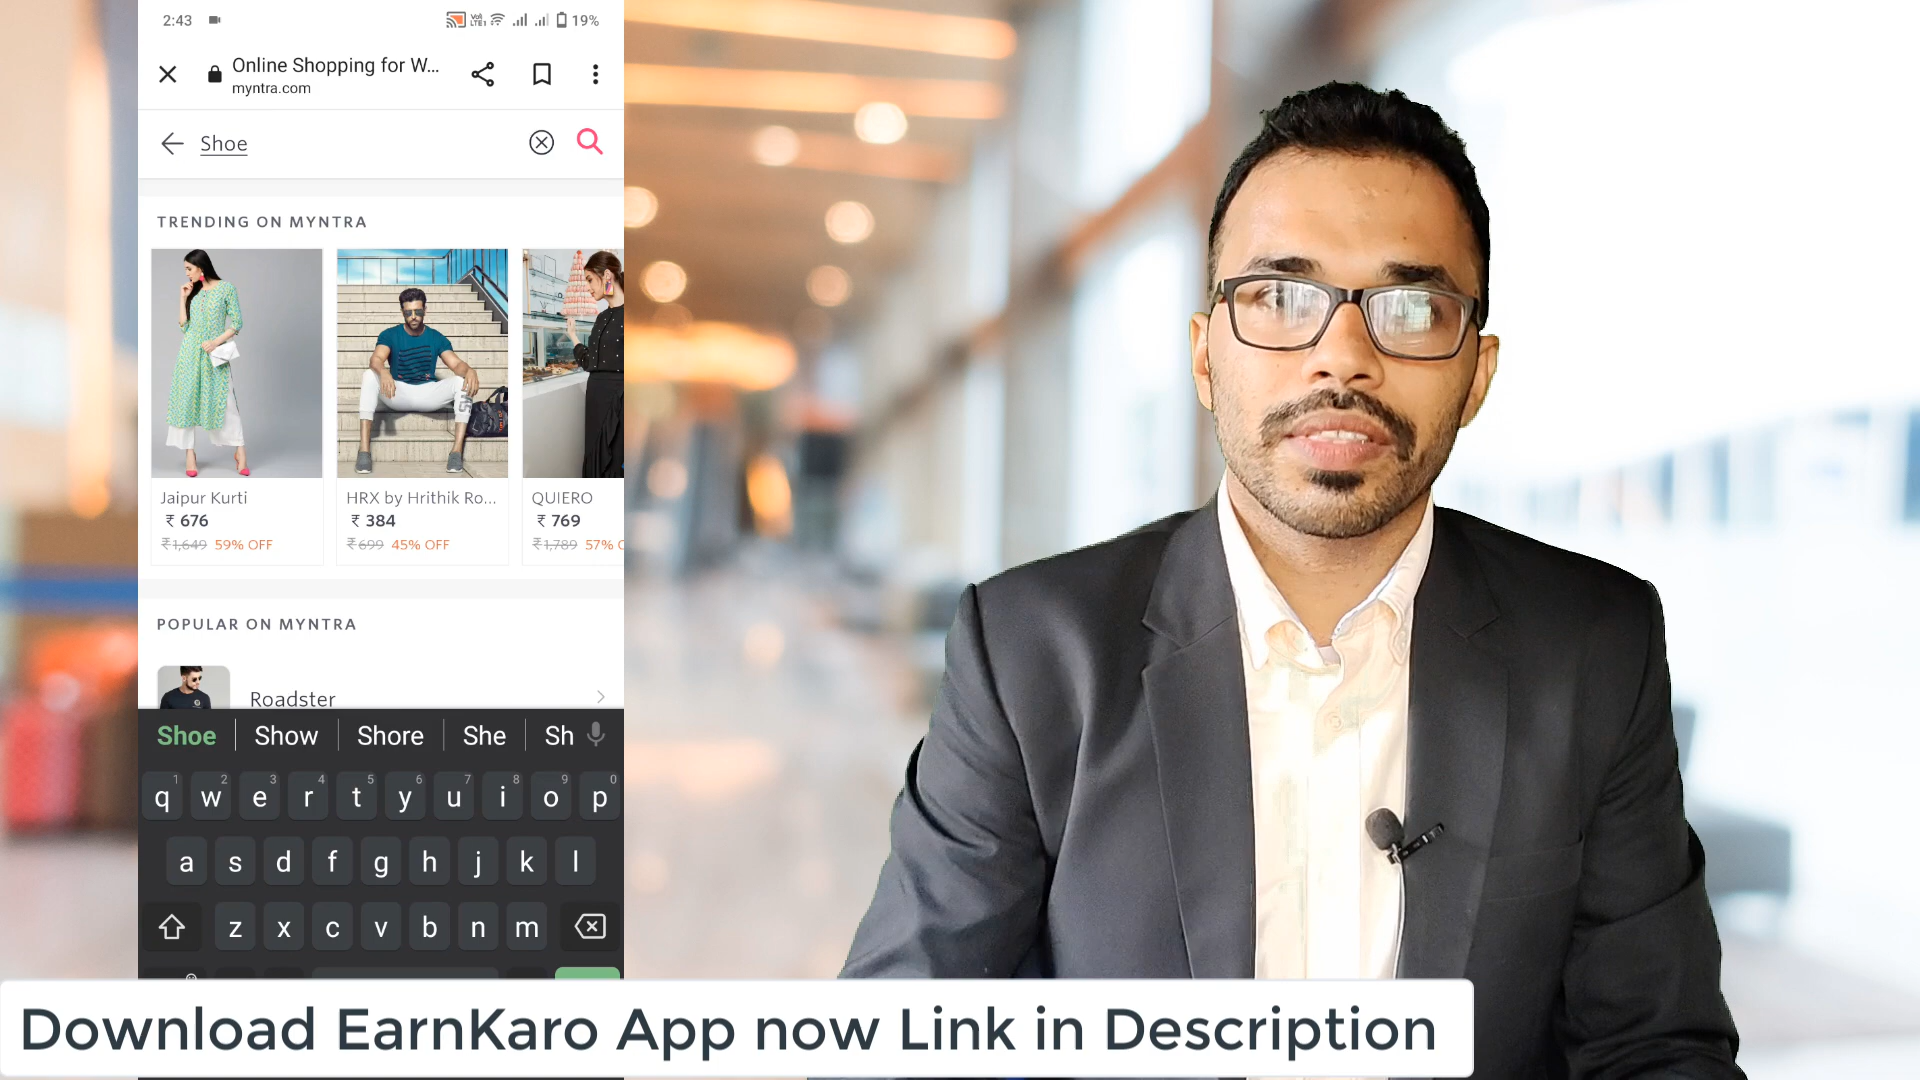 2:43
19%
Online Shopping for W...
myntra.com
Shoe
TRENDING ON MYNTRA
Jaipur Kurti
₹ 676
₹1,649 59% OFF
HRX by Hrithik Ro...
₹ 384
₹699 45% OFF
QUIERO
₹ 769
₹1,789 57%
POPULAR ON MYNTRA
Roadster
Shoe Show Shore She Sh
1 2 3 4 5 6 7 8 9 0
q w e r t y u i o p
a s d f g h j k l
z x c v b n m
Download EarnKaro App now Link in Description